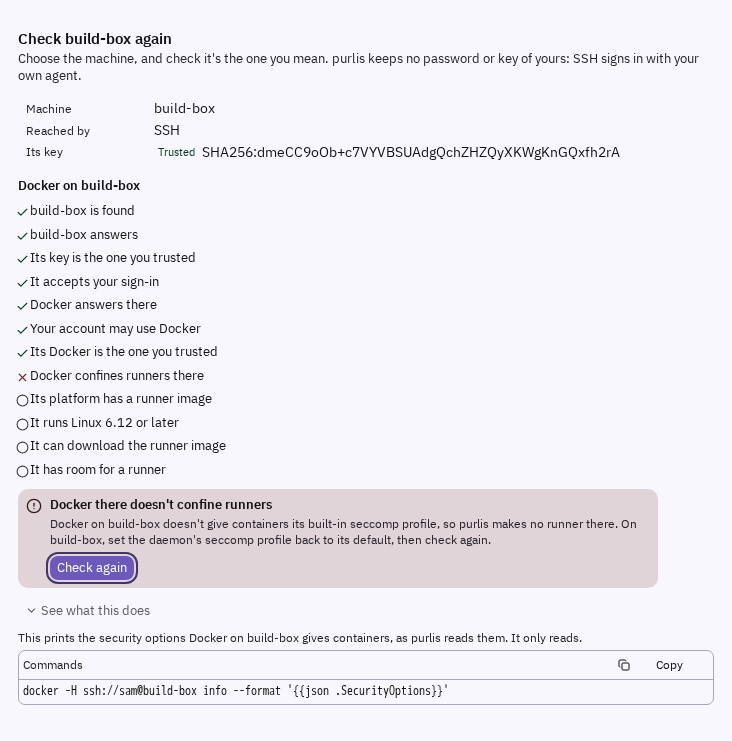 Check build-box again
Choose the machine, and check it's the one you mean. purlis keeps no password or key of yours: SSH signs in with your
own agent.
Machine build-box
Reached by SSH
Its key Trusted SHA256:dmeCC9oOb+c7VYVBSUAdgQchZHZQyXKWgKnGQxfh2rA
Docker on build-box
build-box is found
build-box answers
Its key is the one you trusted
It accepts your sign-in
Docker answers there
Your account may use Docker
Its Docker is the one you trusted
Docker confines runners there
Its platform has a runner image
It runs Linux 6.12 or later
It can download the runner image
It has room for a runner
Docker there doesn't confine runners
Docker on build-box doesn't give containers its built-in seccomp profile, so purlis makes no runner there. On
build-box, set the daemon's seccomp profile back to its default, then check again.
Check again
See what this does
This prints the security options Docker on build-box gives containers, as purlis reads them. It only reads.
Commands Copy
docker -H ssh://sam@build-box info --format '{{json .SecurityOptions}}'